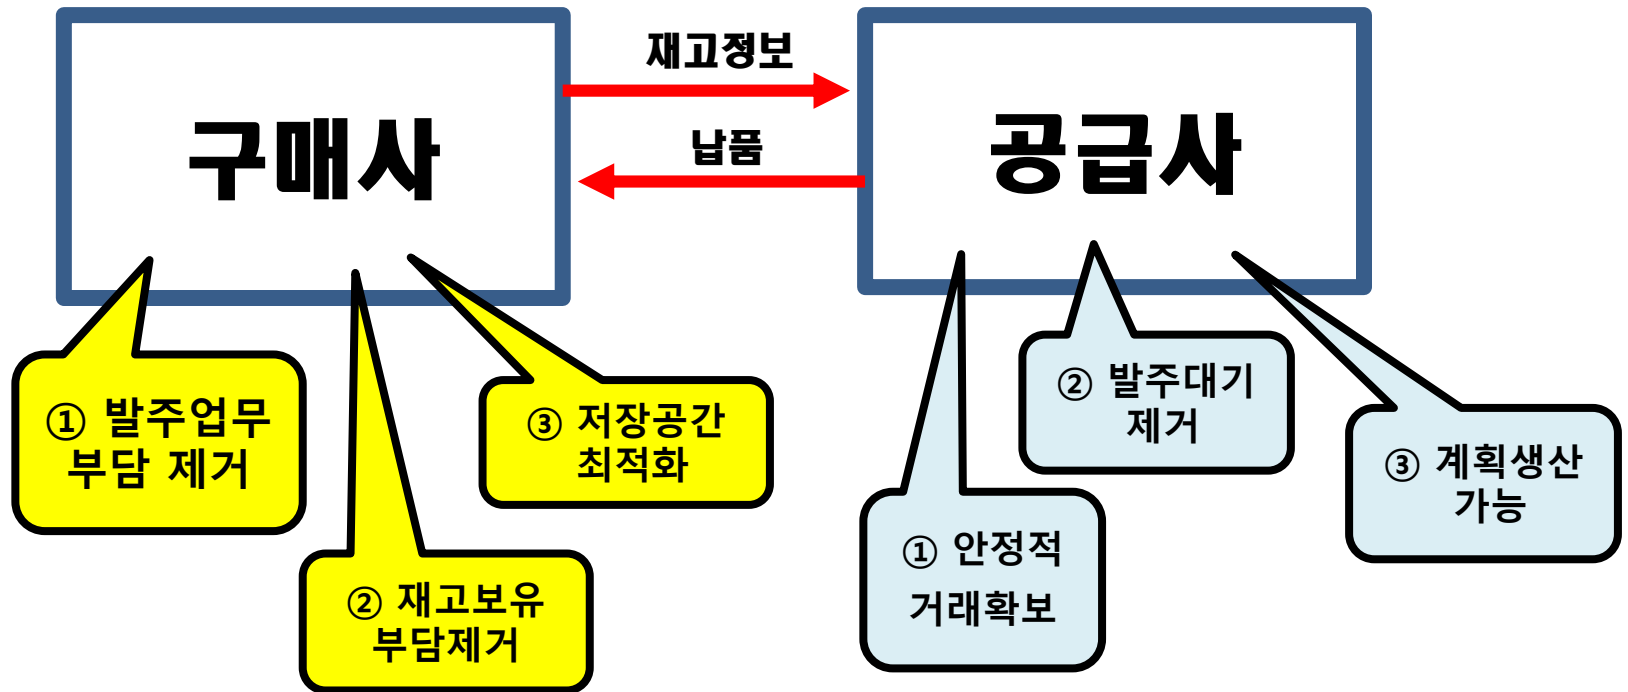 재고정보
구매사
납품
공급사
① 발주업무
부담 제거
② 재고보유
부담제거
③ 저장공간
최적화
① 안정적
거래확보
② 발주대기
제거
③ 계획생산
가능